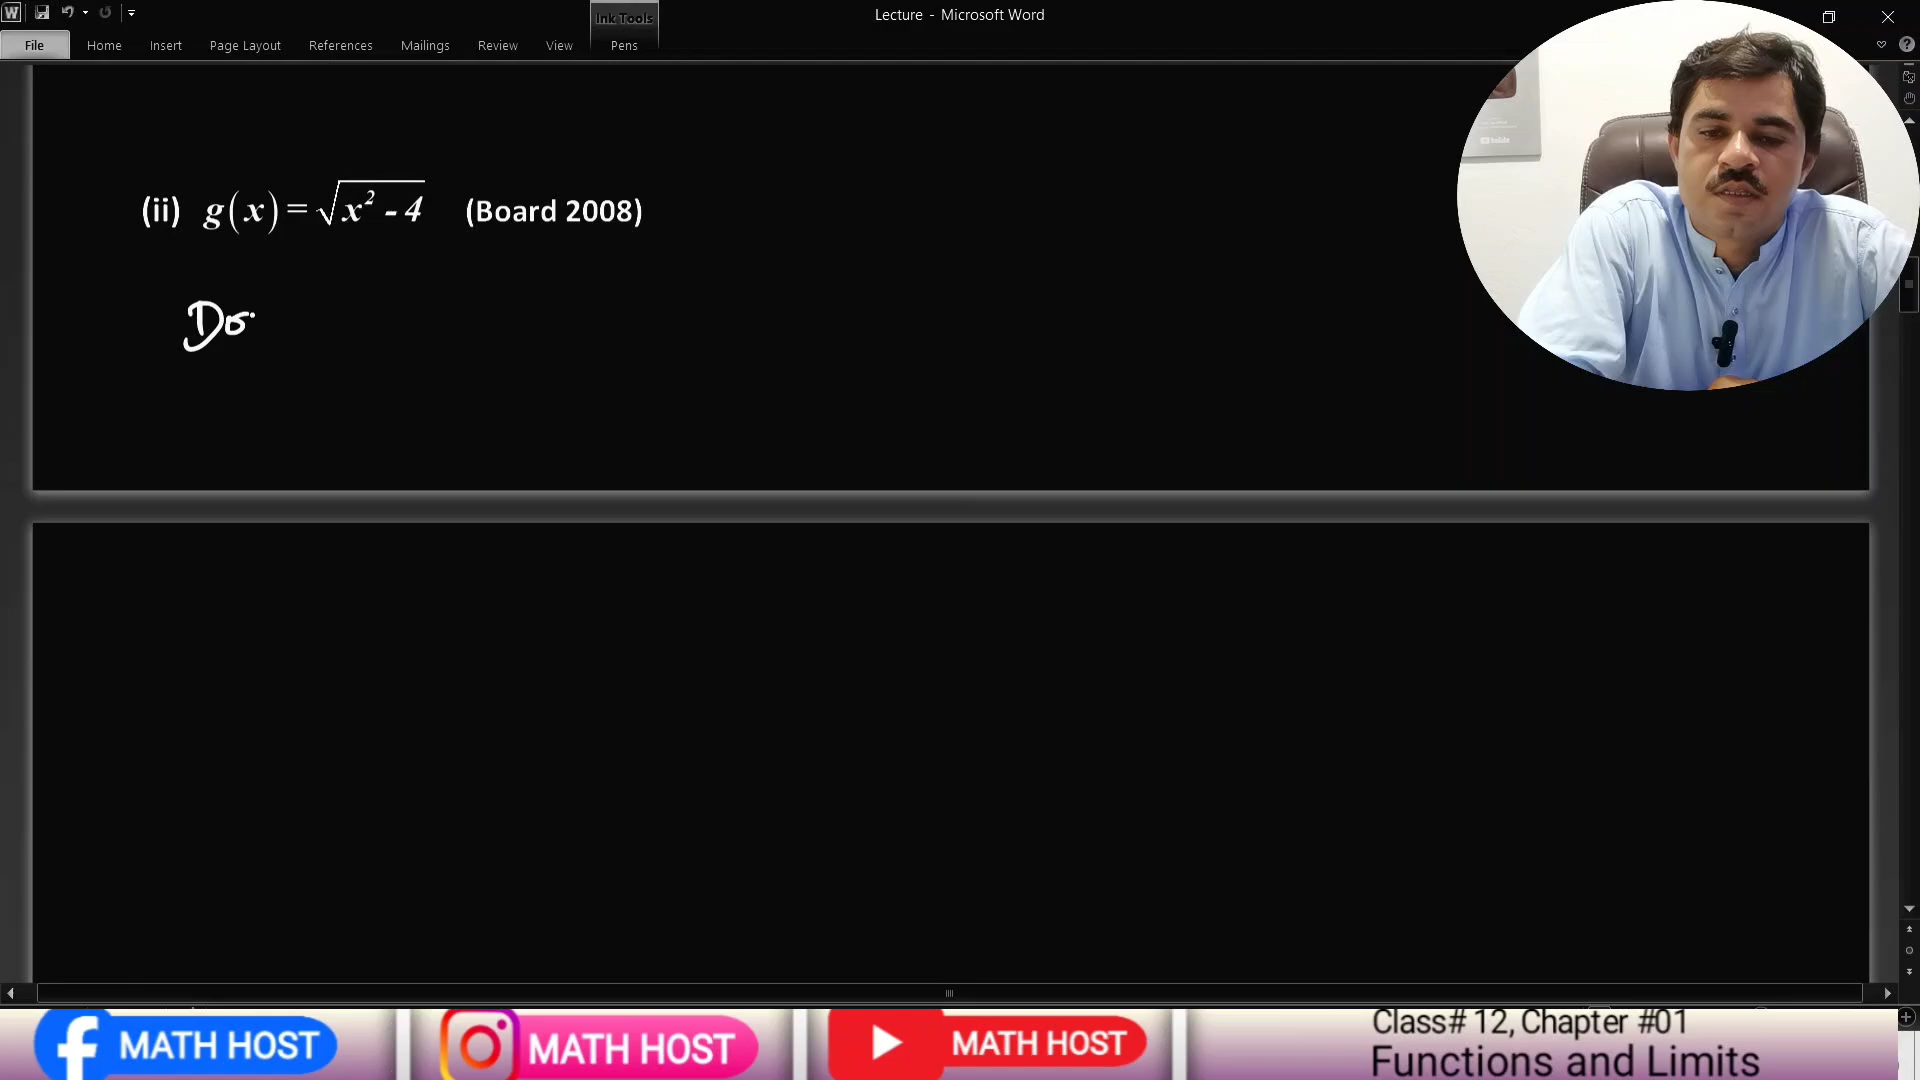 Lecture - Microsoft Word
Ink Tools
File Home Insert Page Layout References Mailings Review View Pens
(ii) g(x) = √x² - 4 (Board 2008)
Do
MATH HOST
MATH HOST
MATH HOST
Class# 12, Chapter #01
Functions and Limits